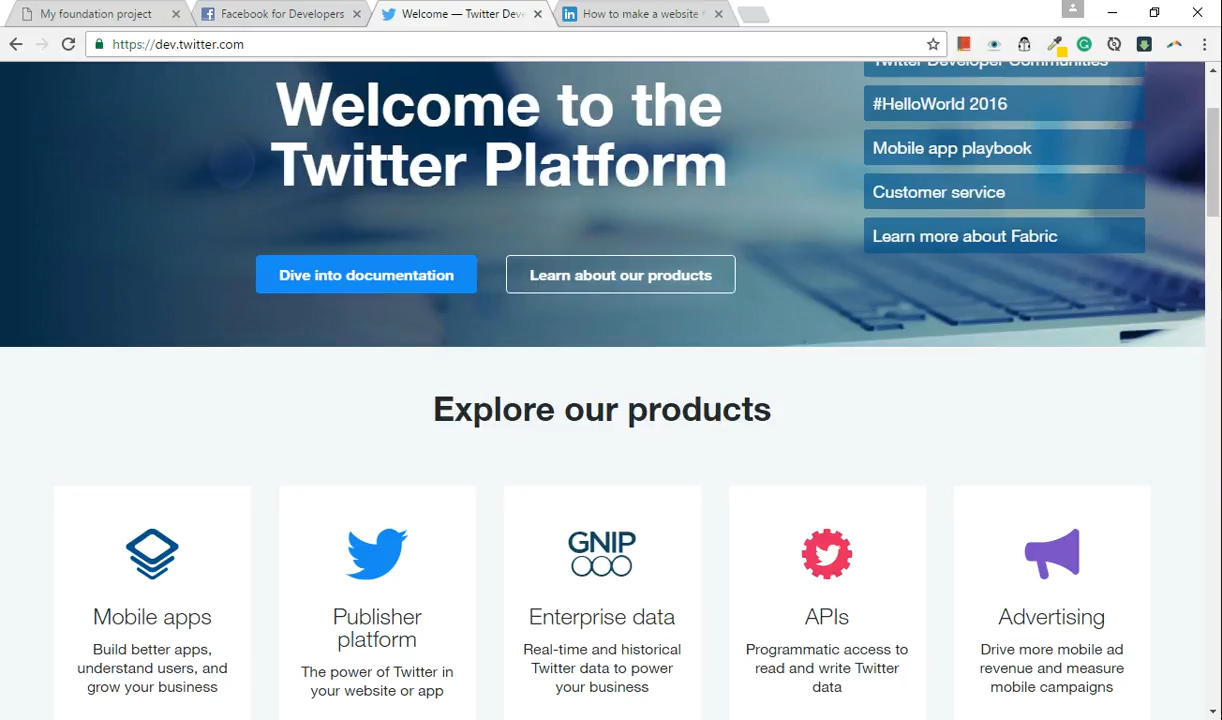 My foundation project
Facebook for Developers
Welcome — Twitter Dev
How to make a website
https://dev.twitter.com
Twitter Developer Communities
Welcome to the
Twitter Platform
#HelloWorld 2016
Mobile app playbook
Customer service
Learn more about Fabric
Dive into documentation
Learn about our products
Explore our products
GNIP
Mobile apps
Build better apps,
understand users, and
grow your business
Publisher
platform
The power of Twitter in
your website or app
Enterprise data
Real-time and historical
Twitter data to power
your business
APIs
Programmatic access to
read and write Twitter
data
Advertising
Drive more mobile ad
revenue and measure
mobile campaigns